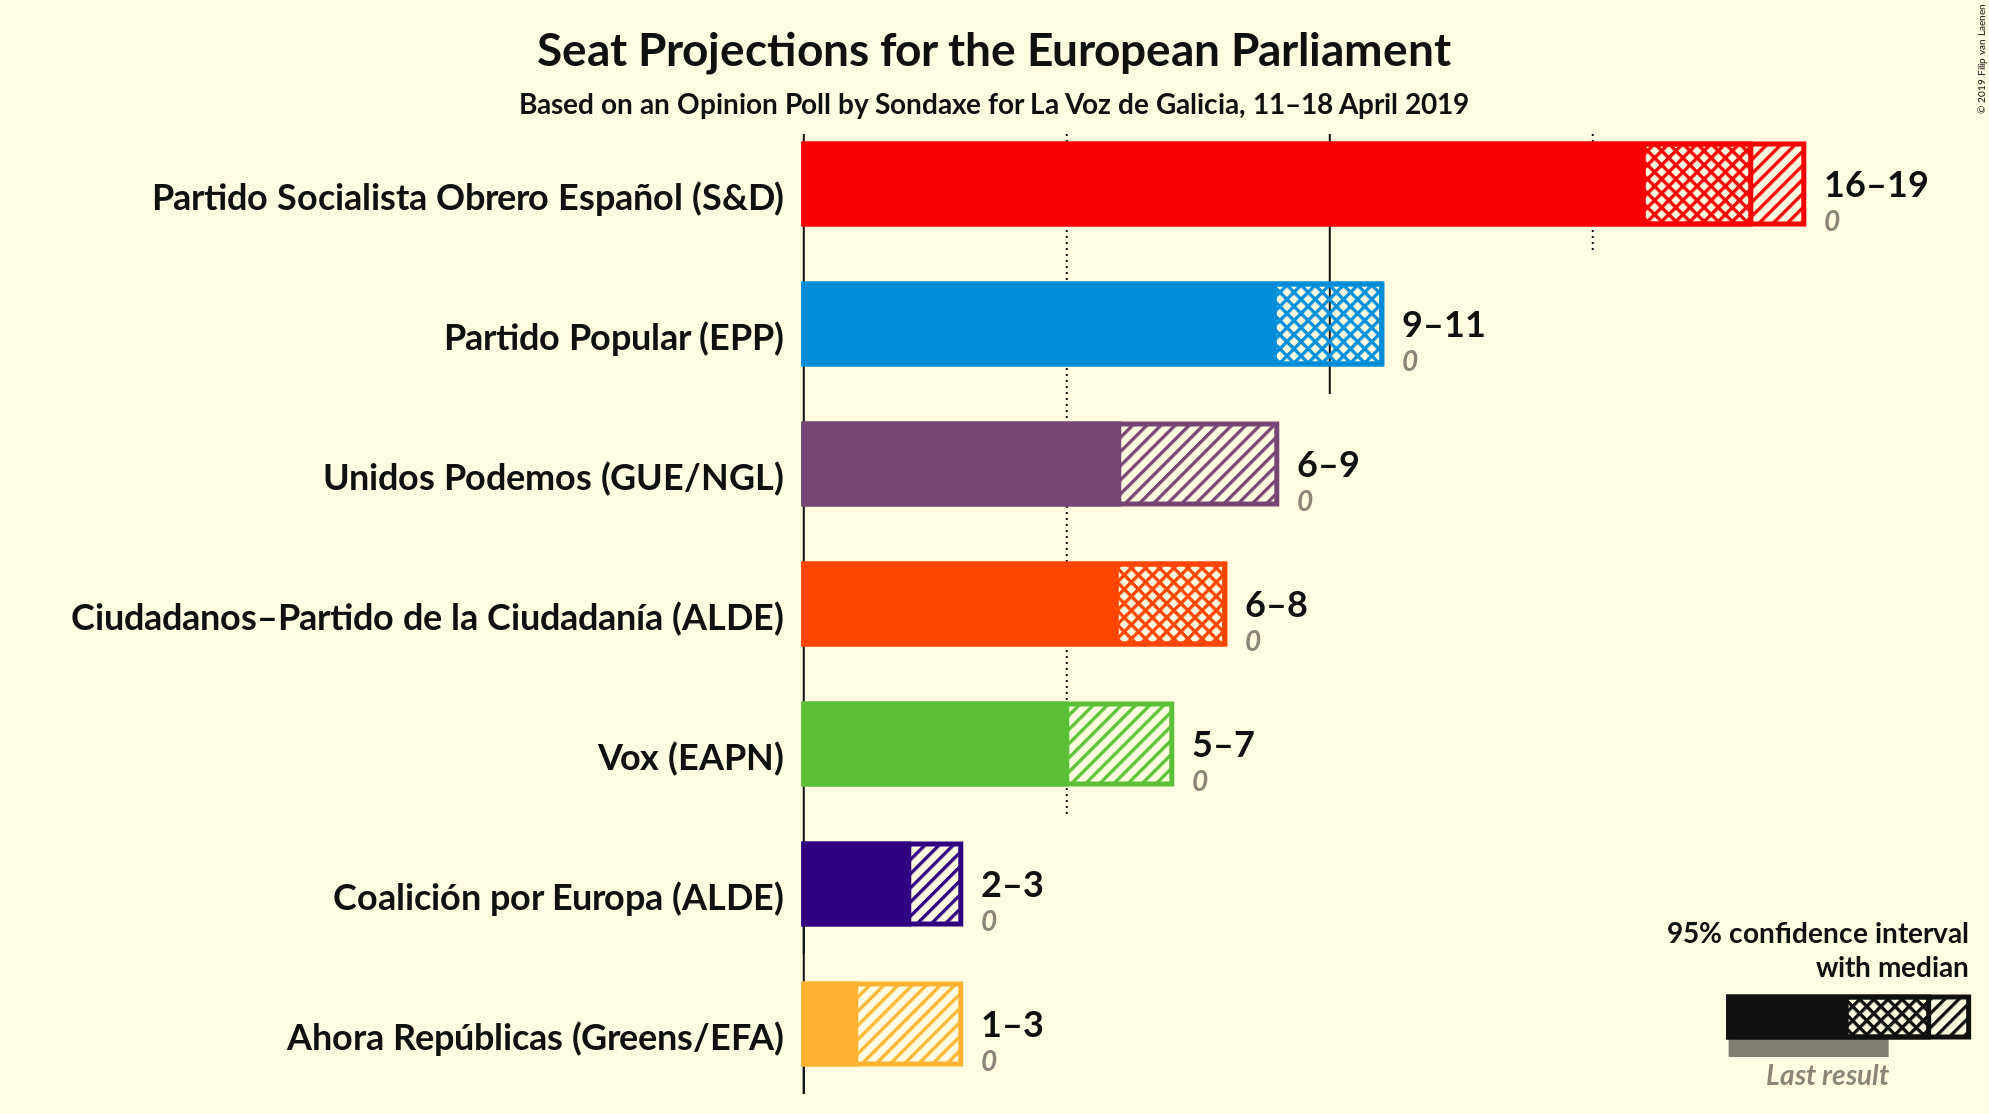 Seat Projections for the European Parliament
Based on an Opinion Poll by Sondaxe for La Voz de Galicia, 11–18 April 2019
© 2019 Filip van Laenen
Partido Socialista Obrero Español (S&D)
16–19
0
Partido Popular (EPP)
9–11
0
Unidos Podemos (GUE/NGL)
6–9
0
Ciudadanos–Partido de la Ciudadanía (ALDE)
6–8
0
Vox (EAPN)
5–7
0
Coalición por Europa (ALDE)
2–3
0
Ahora Repúblicas (Greens/EFA)
1–3
0
95% confidence interval
with median
Last result